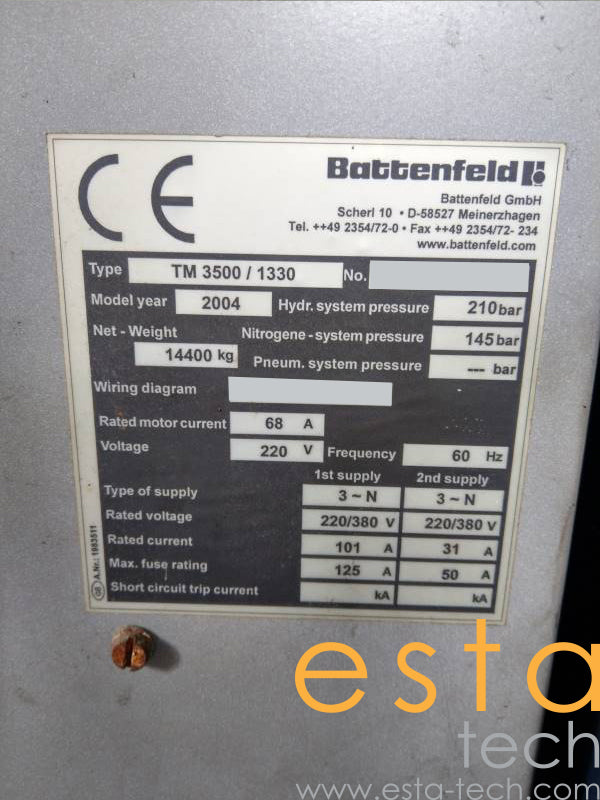 CE
Battenfeld
Battenfeld GmbH
Scherl 10 • D-58527 Meinerzhagen
Tel. ++49 2354/72-0 • Fax ++49 2354/72- 234
www.battenfeld.com
Type TM 3500 / 1330 No.
Model year 2004 Hydr. system pressure 210 bar
Net - Weight 14400 kg Nitrogene - system pressure 145 bar
Pneum. system pressure --- bar
Wiring diagram
Rated motor current 68 A
Voltage 220 V Frequency 60 Hz
1st supply 2nd supply
Type of supply 3 ~ N 3 ~ N
Rated voltage 220/380 V 220/380 V
Rated current 101 A 31 A
Max. fuse rating 125 A 50 A
Short circuit trip current kA kA
GB A.Nr.: 1983511
esta
tech
www.esta-tech.com